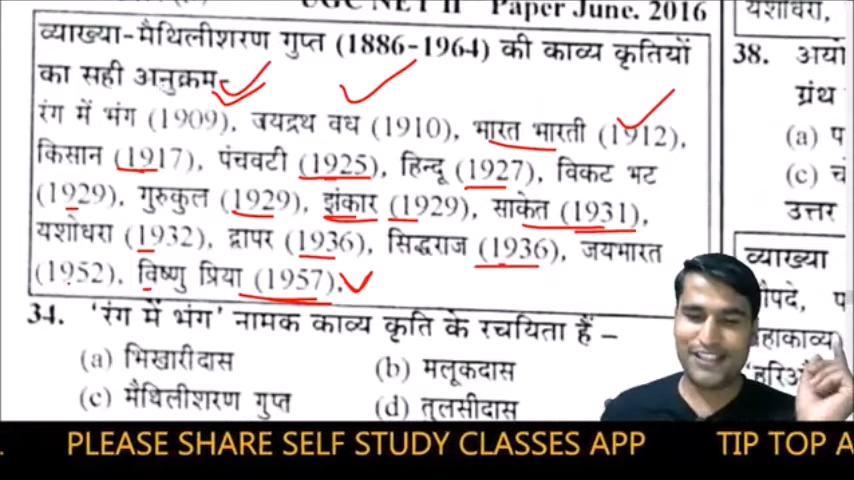 UGC NET II Paper June. 2016
व्याख्या-मैथिलीशरण गुप्त (1886-1964) की काव्य कृतियों
का सही अनुक्रम-
रंग में भंग (1909), जयद्रथ वध (1910), भारत भारती (1912),
किसान (1917), पंचवटी (1925), हिन्दू (1927), विकट भट
(1929), गुरुकुल (1929), झंकार (1929), साकेत (1931),
यशोधरा (1932), द्वापर (1936), सिद्धराज (1936), जयभारत
(1952), विष्णु प्रिया (1957),
34. 'रंग में भंग' नामक काव्य कृति के रचयिता हैं –
(a) भिखारीदास
(b) मलूकदास
(c) मैथिलीशरण गुप्त
(d) तुलसीदास
यशोधरा,
38.
ग्रंथ
(a) प
(c) च
उत्तर
व्याख्या
PLEASE SHARE SELF STUDY CLASSES APP
TIP TOP A